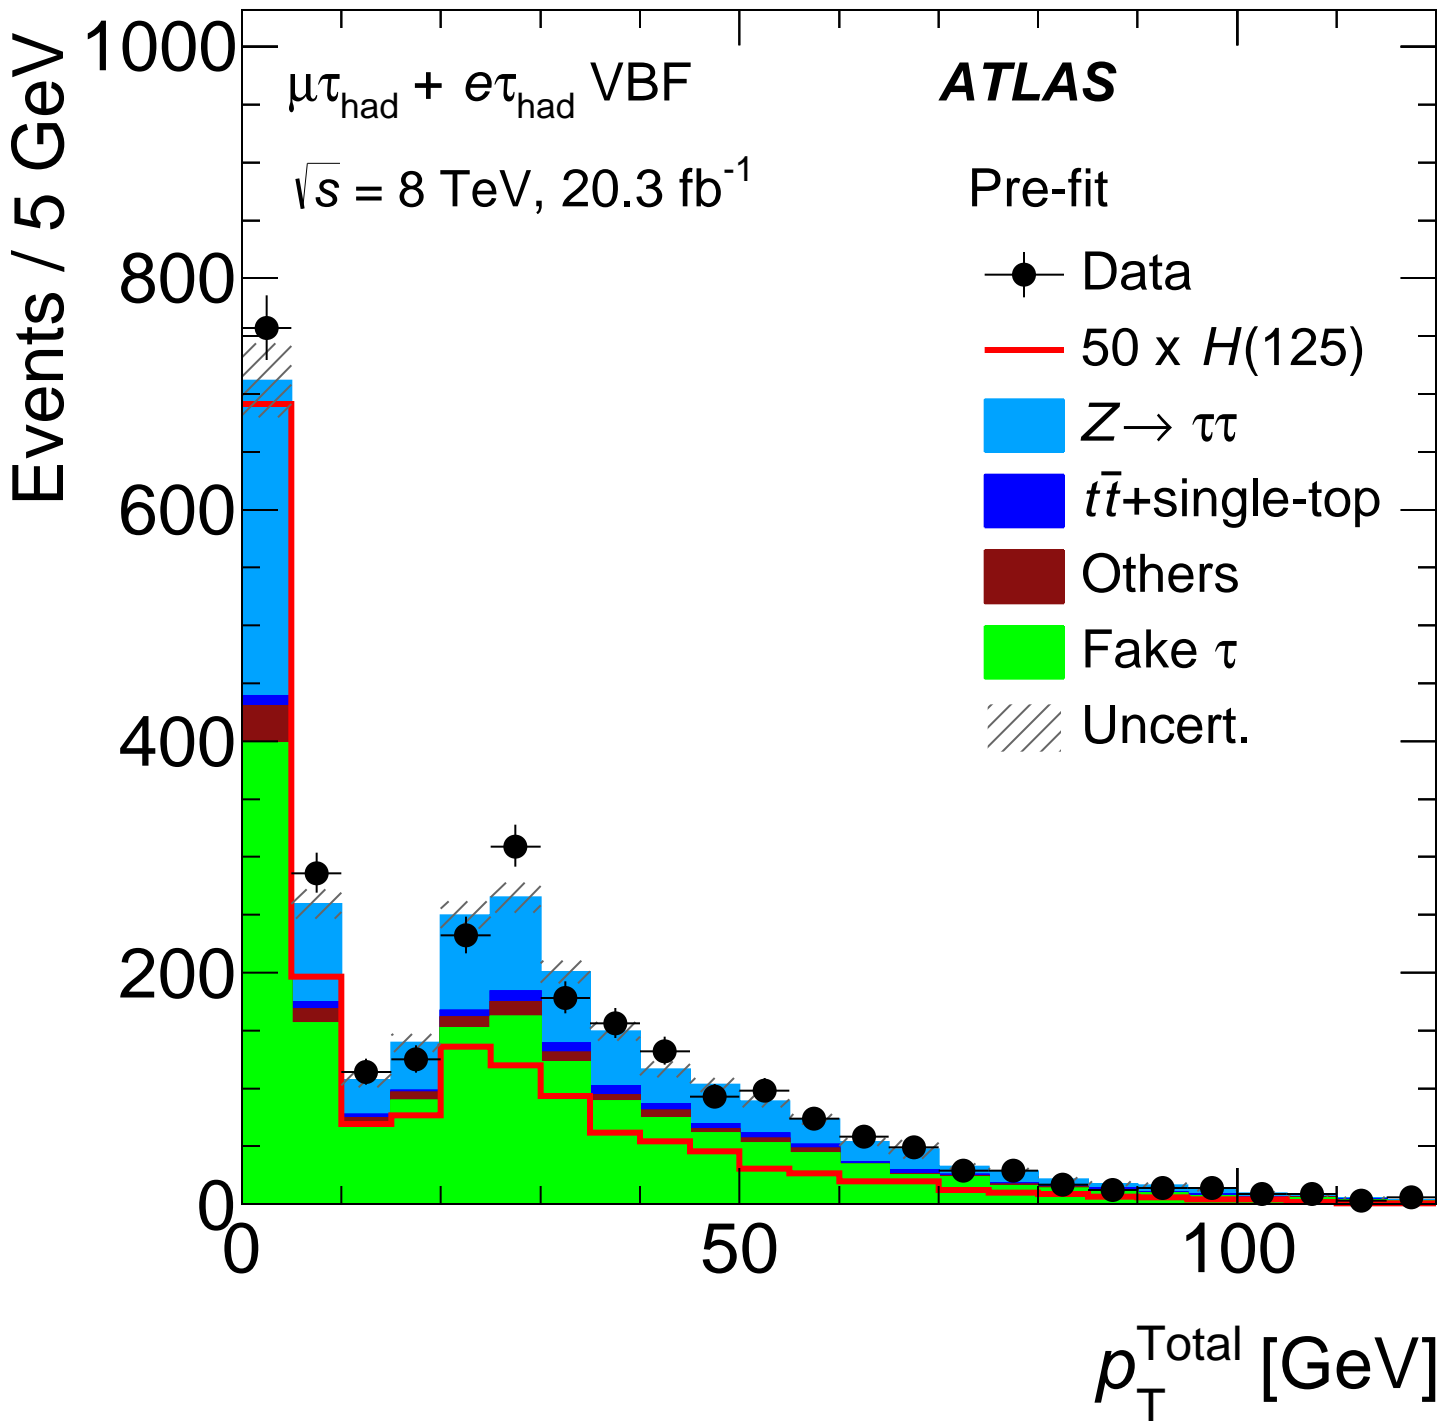 Events / 5 GeV
1000
800
600
400
200
0
μτhad + eτhad VBF
ATLAS
√s = 8 TeV, 20.3 fb-1
Pre-fit
Data
50 x H(125)
Z→ ττ
tt̄+single-top
Others
Fake τ
Uncert.
0 50 100
pTTotal [GeV]